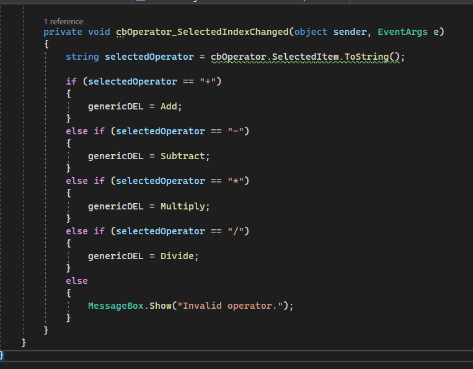 1 reference
private void cbOperator_SelectedIndexChanged(object sender, EventArgs e)
{
string selectedOperator = cbOperator.SelectedItem.ToString();
if (selectedOperator == "+")
{
genericDEL = Add;
}
else if (selectedOperator == "-")
{
genericDEL = Subtract;
}
else if (selectedOperator == "*")
{
genericDEL = Multiply;
}
else if (selectedOperator == "/")
{
genericDEL = Divide;
}
else
{
MessageBox.Show("Invalid operator.");
}
}
}
}